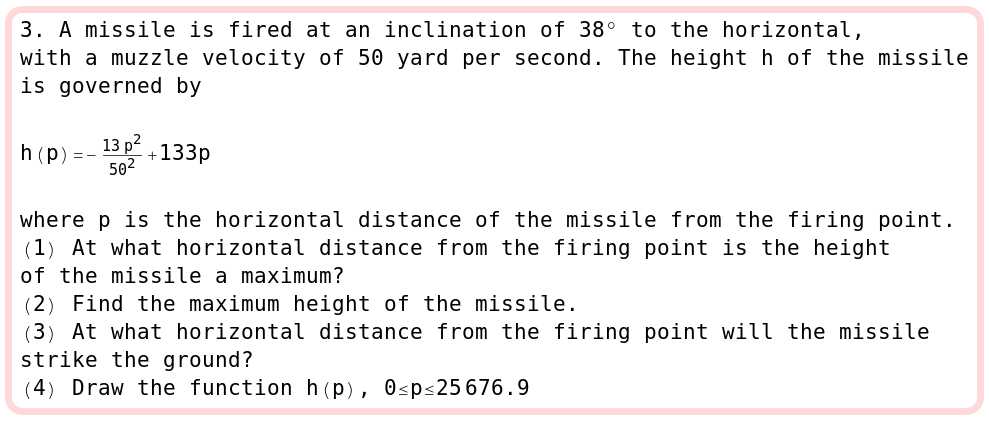 3. A missile is fired at an inclination of 38° to the horizontal,
with a muzzle velocity of 50 yard per second. The height h of the missile
is governed by
h(p)=-\frac{13 p^2}{50^2}+133p
where p is the horizontal distance of the missile from the firing point.
(1) At what horizontal distance from the firing point is the height
of the missile a maximum?
(2) Find the maximum height of the missile.
(3) At what horizontal distance from the firing point will the missile
strike the ground?
(4) Draw the function h(p), 0≤p≤25676.9